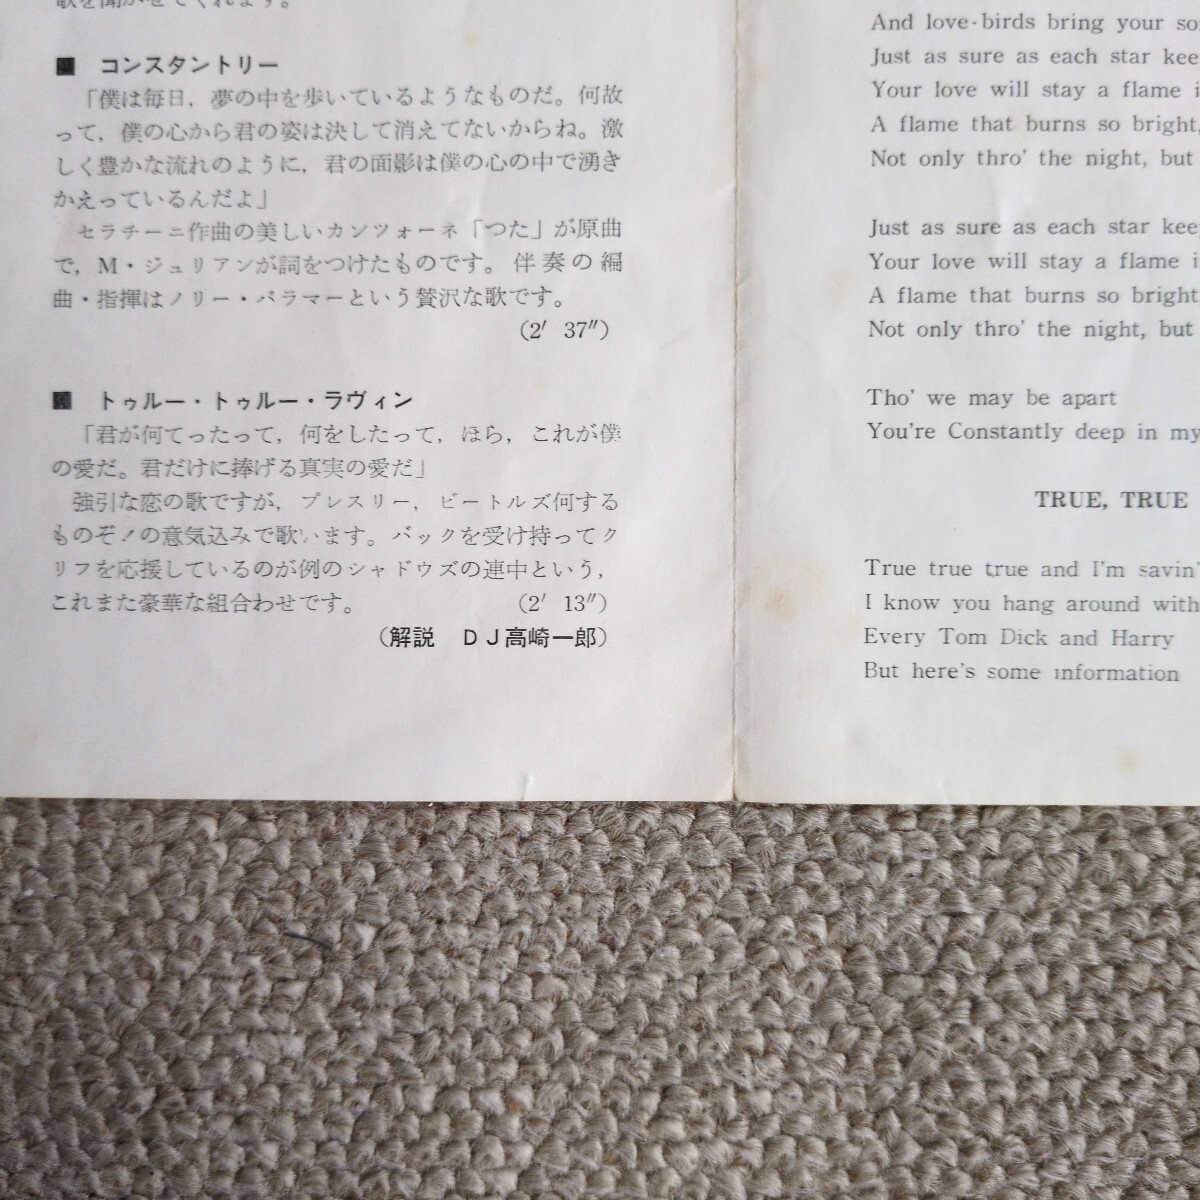 歌を聞かせてくれます。
■ コンスタントリー
「僕は毎日，夢の中を歩いているようなものだ。何故
って，僕の心から君の姿は決して消えてないからね。激
しく豊かな流れのように，君の面影は僕の心の中で湧き
かえっているんだよ」
セラチーニ作曲の美しいカンツォーネ「つた」が原曲
で，M・ジュリアンが詞をつけたものです。伴奏の編
曲・指揮はノリー・パラマーという贅沢な歌です。
（2′ 37″）
■ トゥルー・トゥルー・ラヴィン
「君が何てったって，何をしたって，ほら，これが僕
の愛だ。君だけに捧げる真実の愛だ」
強引な恋の歌ですが，プレスリー，ビートルズ何する
ものぞ！の意気込みで歌います。バックを受け持ってク
リフを応援しているのが例のシャドウズの連中という，
これまた豪華な組合わせです。 （2′ 13″）
（解説 ＤＪ高崎一郎）
And love-birds bring your
Just as sure as each star
Your love will stay a flame
A flame that burns so bright,
Not only thro' the night, but
Just as sure as each star
Your love will stay a flame
A flame that burns so bright
Not only thro' the night, but
Tho' we may be apart
You're Constantly deep in my
TRUE, TRUE
True true true and I'm savin'
I know you hang around with
Every Tom Dick and Harry
But here's some information